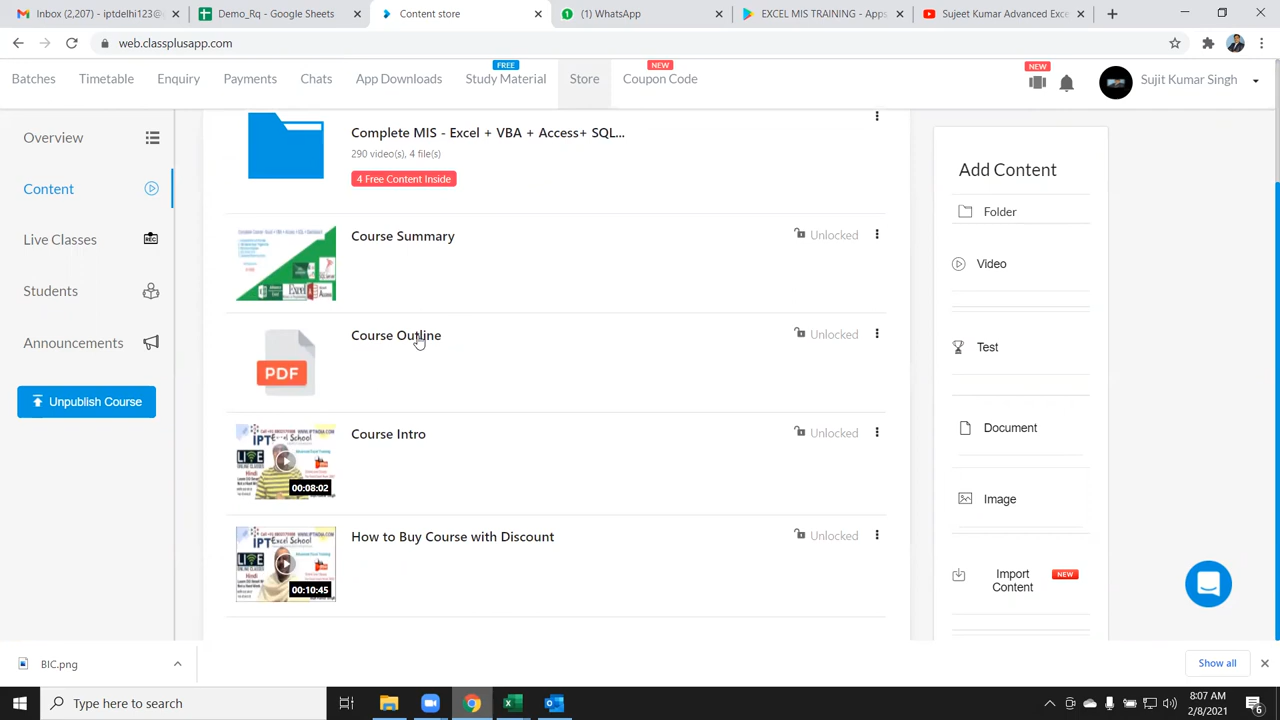 Inbox (2,207) - iptdelhi123@
Demo_Rq - Google Sheets
Content store
(1) WhatsApp
EXCEL MIS TRAINING - Apps
Sujeet Kumar Advanced Exce
web.classplusapp.com
FREE
NEW
NEW
Batches
Timetable
Enquiry
Payments
Chats
App Downloads
Study Material
Store
Coupon Code
Sujit Kumar Singh
Overview
Content
Live Classes
Students
Announcements
Unpublish Course
Complete MIS - Excel + VBA + Access+ SQL...
290 video(s), 4 file(s)
4 Free Content Inside
Course Summary
Unlocked
Course Outline
Unlocked
PDF
Course Intro
Unlocked
00:08:02
How to Buy Course with Discount
Unlocked
00:10:45
Add Content
Folder
Video
Test
Document
Image
Import
Content
NEW
BIC.png
Show all
Type here to search
8:07 AM
2/8/2021